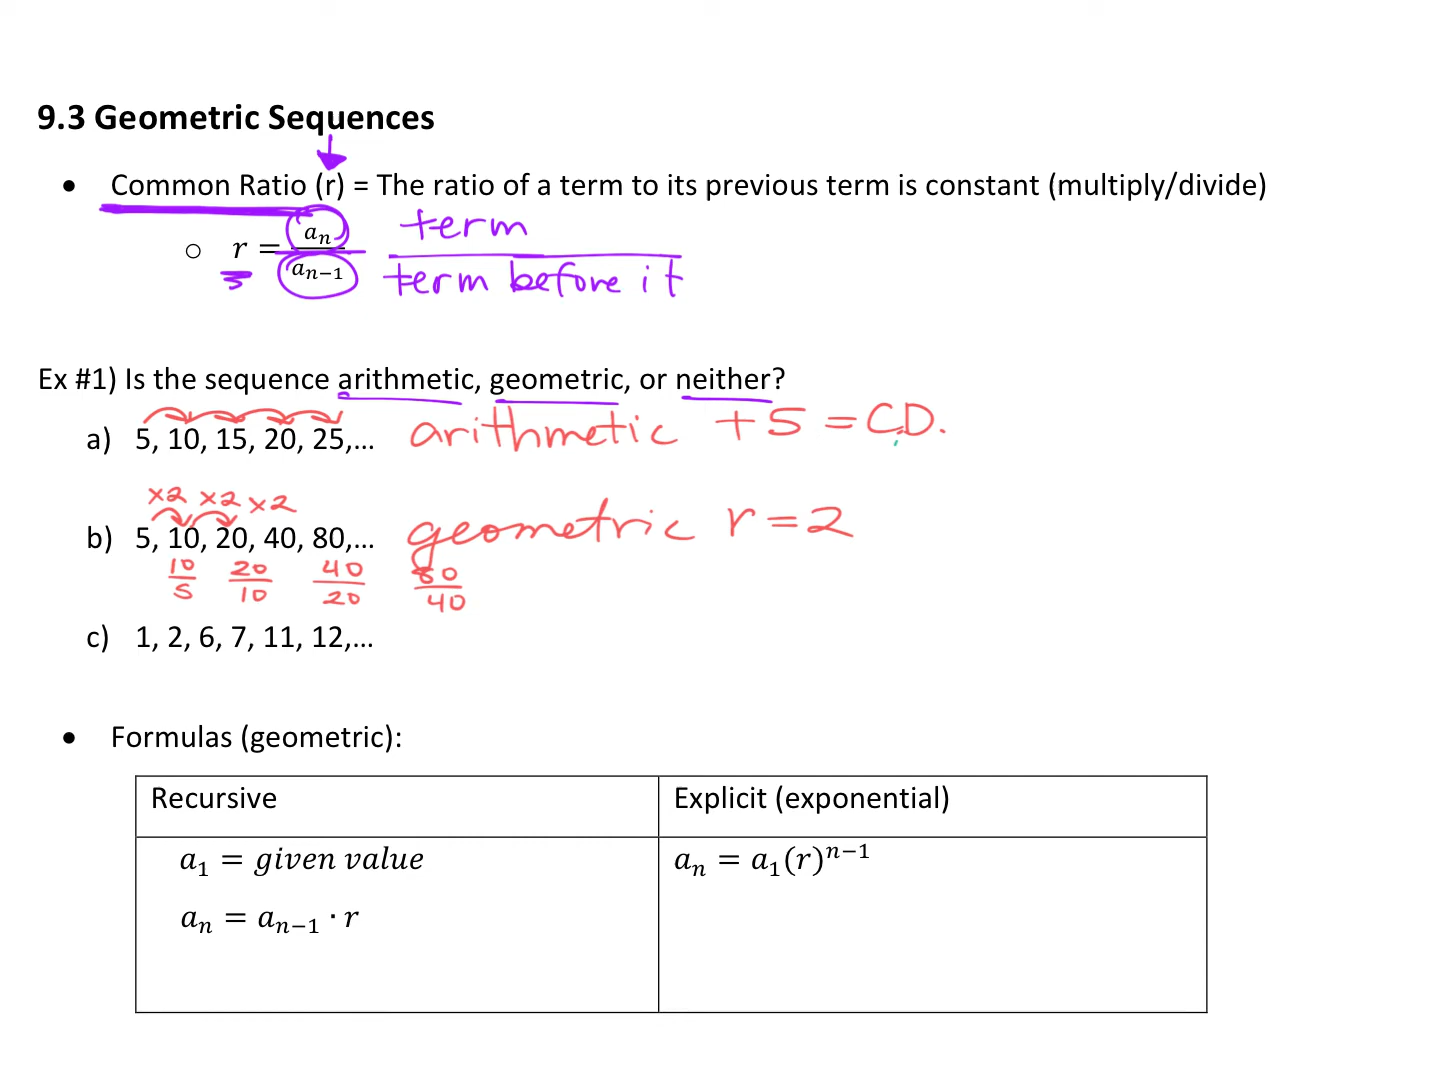 9.3 Geometric Sequences
• Common Ratio (r) = The ratio of a term to its previous term is constant (multiply/divide)
○ r = aₙ / aₙ₋₁ term / term before it
Ex #1) Is the sequence arithmetic, geometric, or neither?
a) 5, 10, 15, 20, 25,... arithmetic +5 = C.D.
×2 ×2 ×2
b) 5, 10, 20, 40, 80,... geometric r = 2
10/5 20/10 40/20 80/40
c) 1, 2, 6, 7, 11, 12,...
• Formulas (geometric):
Recursive Explicit (exponential)
a₁ = given value aₙ = a₁(r)ⁿ⁻¹
aₙ = aₙ₋₁ · r